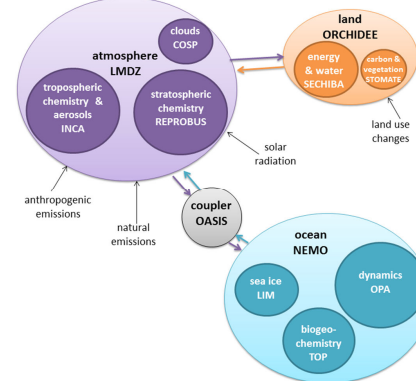 clouds
COSP
atmosphere
LMDZ
tropospheric
chemistry &
aerosols
INCA
stratospheric
chemistry
REPROBUS
land
ORCHIDEE
energy
& water
SECHIBA
carbon &
vegetation
STOMATE
land use
changes
solar
radiation
anthropogenic
emissions
natural
emissions
coupler
OASIS
ocean
NEMO
sea ice
LIM
dynamics
OPA
biogeo-
chemistry
TOP